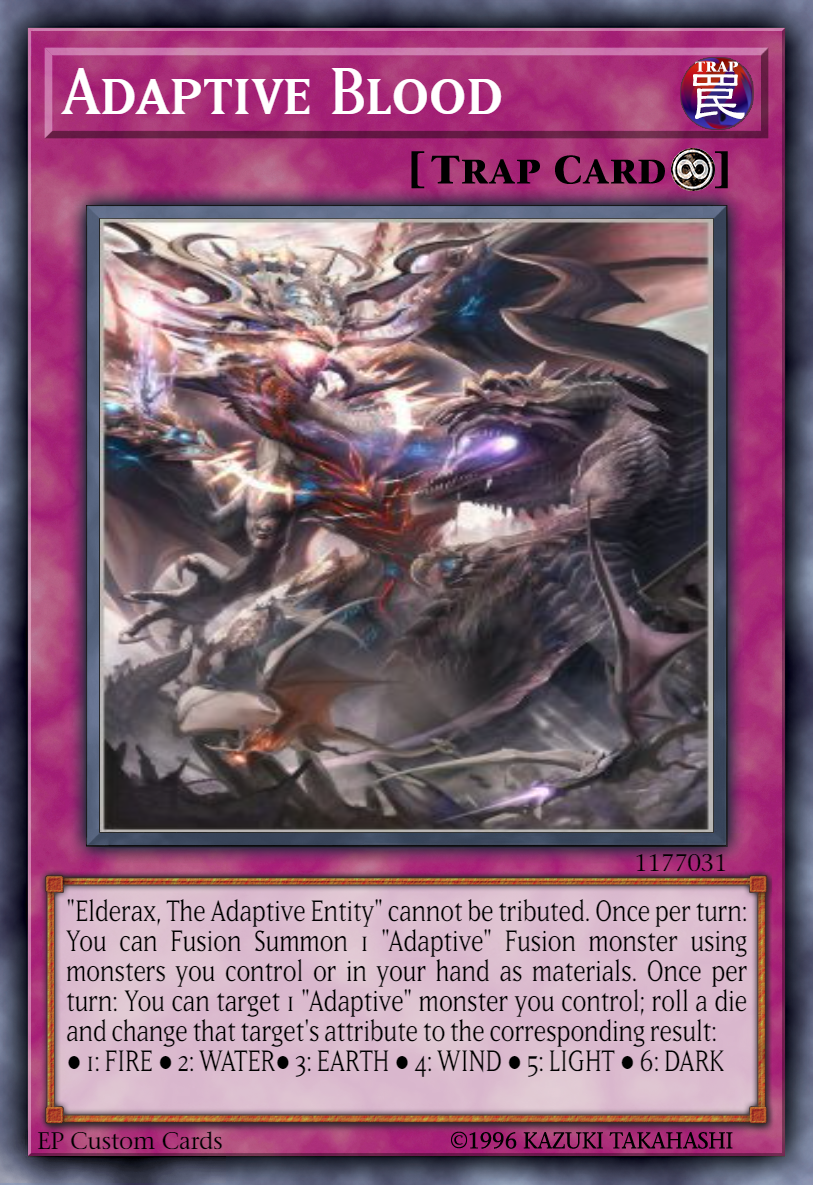 ADAPTIVE BLOOD
TRAP
罠
[TRAP CARD∞]
1177031
"Elderax, The Adaptive Entity" cannot be tributed. Once per turn:
You can Fusion Summon 1 "Adaptive" Fusion monster using
monsters you control or in your hand as materials. Once per
turn: You can target 1 "Adaptive" monster you control; roll a die
and change that target's attribute to the corresponding result:
● 1: FIRE ● 2: WATER● 3: EARTH ● 4: WIND ● 5: LIGHT ● 6: DARK
EP Custom Cards
©1996 KAZUKI TAKAHASHI